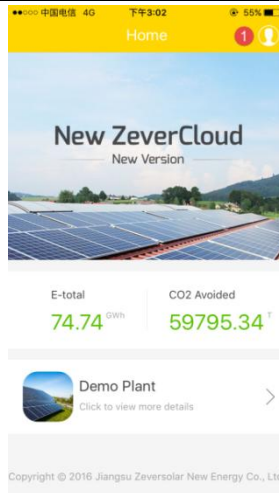 中国电信 4G 下午3:02 55%
Home 1
New ZeverCloud
New Version
E-total CO2 Avoided
74.74 GWh 59795.34 T
Demo Plant
Click to view more details
Copyright © 2016 Jiangsu Zeversolar New Energy Co., Lt